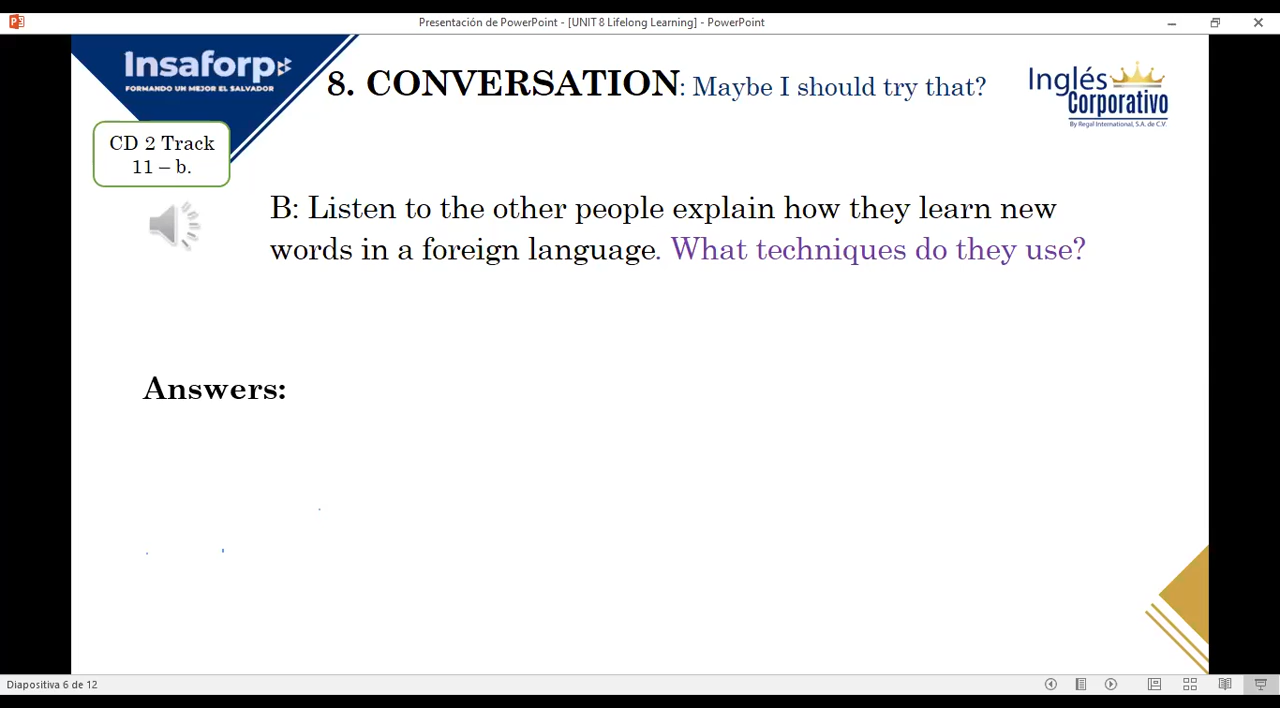 Presentación de PowerPoint - [UNIT 8 Lifelong Learning] - PowerPoint
Insaforp
FORMANDO UN MEJOR EL SALVADOR
8. CONVERSATION: Maybe I should try that?
Inglés
Corporativo
By Regal International, S.A. de C.V.
CD 2 Track
11 – b.
B: Listen to the other people explain how they learn new
words in a foreign language. What techniques do they use?
Answers:
Diapositiva 6 de 12